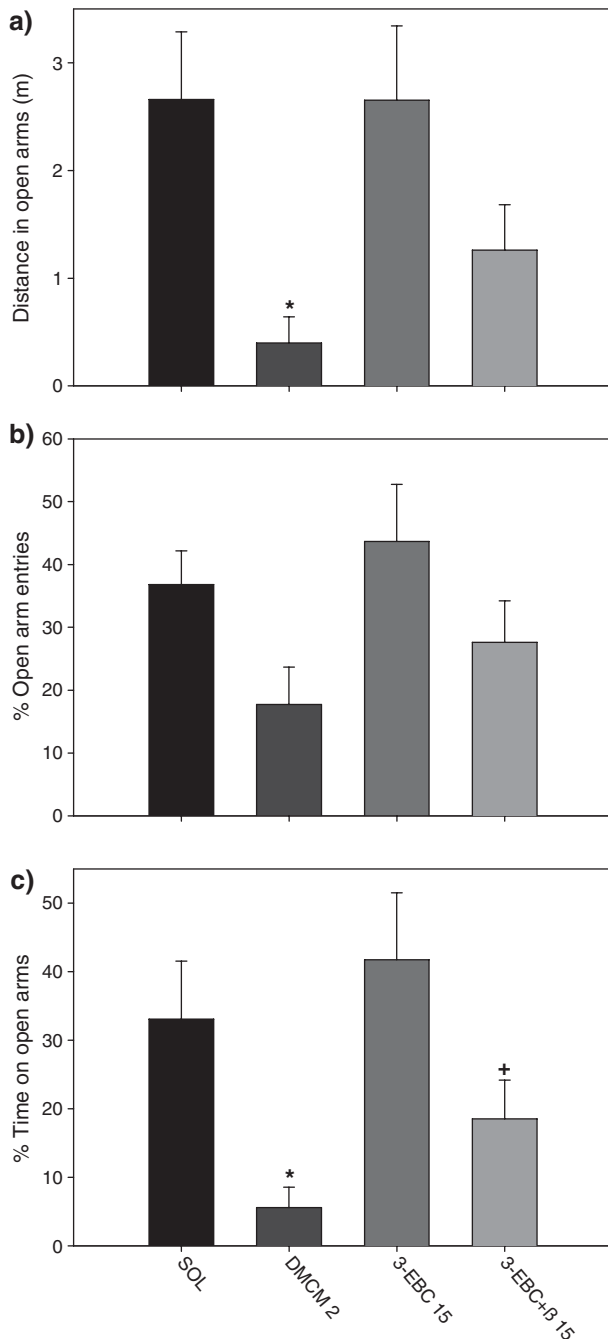 a)
Distance in open arms (m)
3
2
1
0
*
b)
% Open arm entries
60
50
40
30
20
10
0
c)
% Time on open arms
50
40
30
20
10
0
*
+
SOL
DMCM 2
3-EBC 15
3-EBC+ß 15